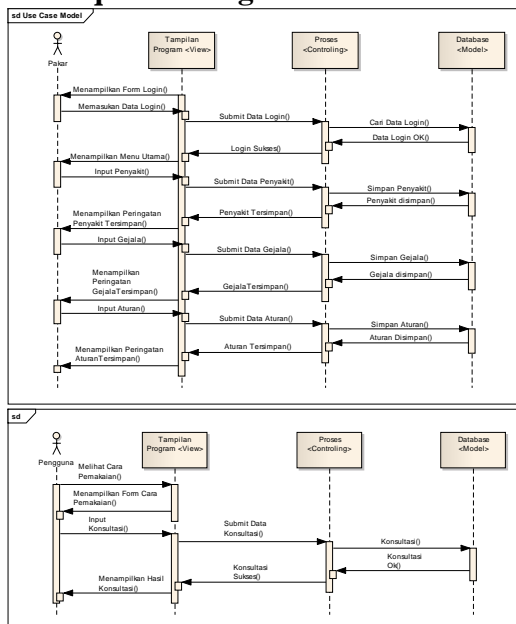 sd Use Case Model
Pakar
Tampilan
Program <View>
Proses
<Controling>
Database
<Model>
Menampilkan Form Login()
Memasukan Data Login()
Submit Data Login()
Cari Data Login()
Data Login OK()
Login Sukses()
Menampilkan Menu Utama()
Input Penyakit()
Submit Data Penyakit()
Simpan Penyakit()
Penyakit disimpan()
Penyakit Tersimpan()
Menampilkan Peringatan
Penyakit Tersimpan()
Input Gejala()
Submit Data Gejala()
Simpan Gejala()
Gejala disimpan()
GejalaTersimpan()
Menampilkan
Peringatan
GejalaTersimpan()
Input Aturan()
Submit Data Aturan()
Simpan Aturan()
Aturan Disimpan()
Aturan Tersimpan()
Menampilkan Peringatan
AturanTersimpan()
sd
Pengguna
Tampilan
Program <View>
Proses
<Controling>
Database
<Model>
Melihat Cara
Pemakaian()
Menampilkan Form Cara
Pemakaian()
Input
Konsultasi()
Submit Data
Konsultasi()
Konsultasi()
Konsultasi
Ok()
Konsultasi
Sukses()
Menampilkan Hasil
Konsultasi()